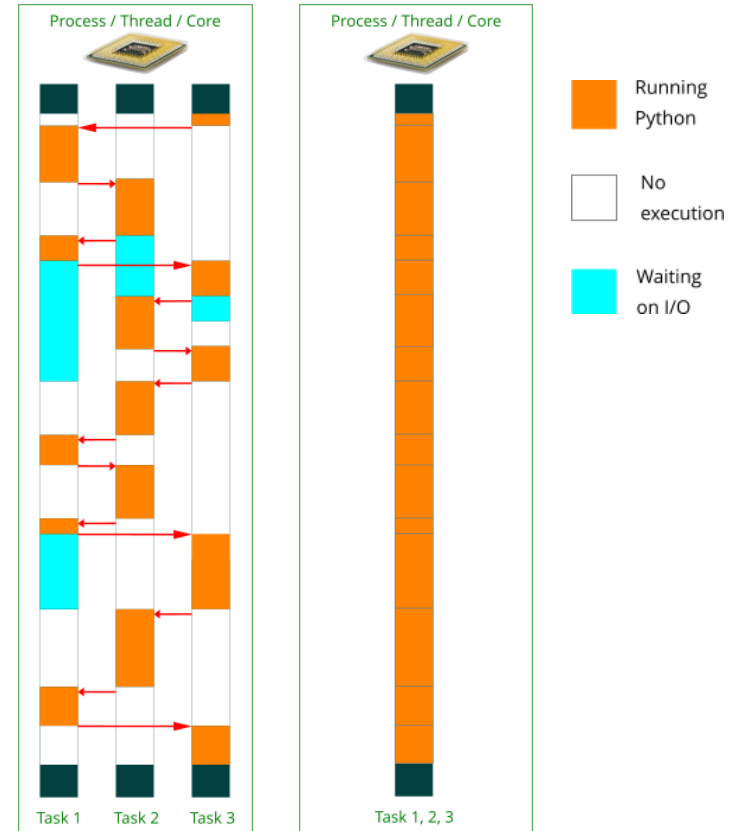 Process / Thread / Core
Process / Thread / Core
Running
Python
No
execution
Waiting
on I/O
Task 1
Task 2
Task 3
Task 1, 2, 3